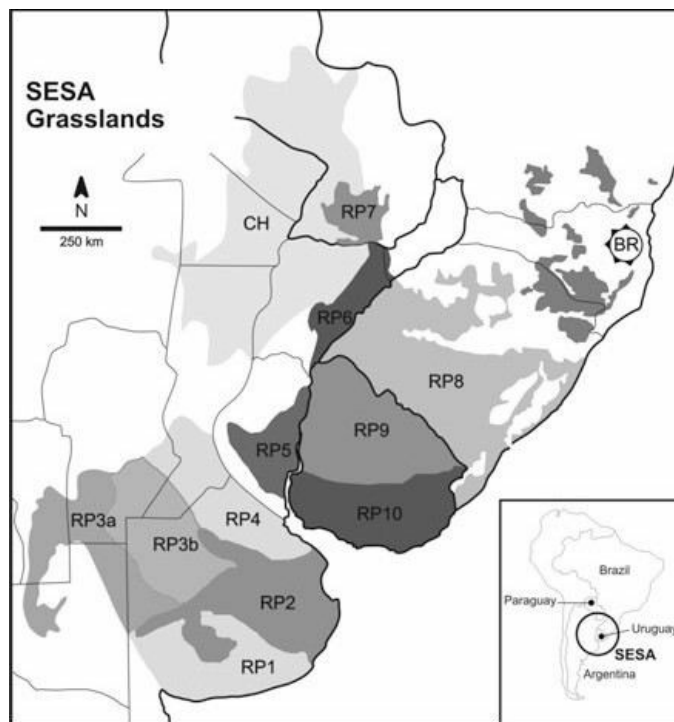 SESA
Grasslands
N
250 km
CH
RP7
BR
RP6
RP8
RP9
RP5
RP3a
RP4
RP3b
RP10
RP2
RP1
Brazil
Paraguay
Uruguay
SESA
Argentina